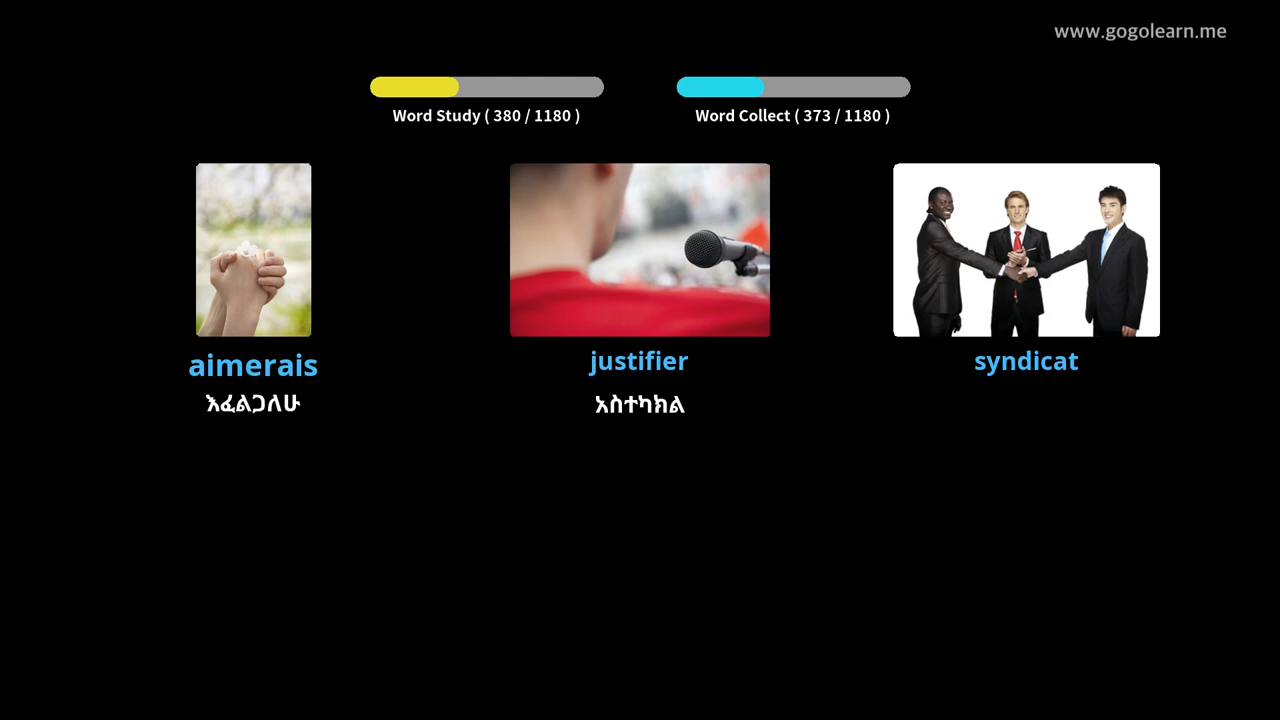 www.gogolearn.me
Word Study ( 380 / 1180 )
Word Collect ( 373 / 1180 )
aimerais
justifier
syndicat
እፈልጋለሁ
አስተካክል